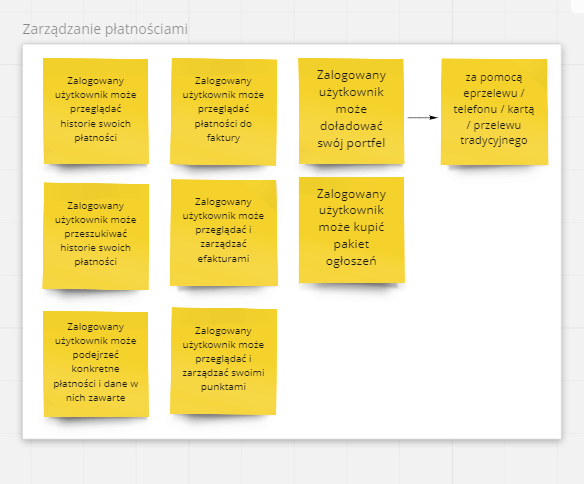 Zarządzanie płatnościami
Zalogowany
użytkownik może
przeglądać
historie swoich
płatności
Zalogowany
użytkownik może
przeglądać
płatności do
faktury
Zalogowany
użytkownik
może
doładować
swój portfel
za pomocą
eprzelewu /
telefonu / kartą
/ przelewu
tradycyjnego
Zalogowany
użytkownik może
przeszukiwać
historie swoich
płatności
Zalogowany
użytkownik może
przeglądać i
zarządzać
efakturami
Zalogowany
użytkownik
może kupić
pakiet
ogłoszeń
Zalogowany
użytkownik może
podejrzeć
konkretne
płatności i dane w
nich zawarte
Zalogowany
użytkownik może
przeglądać i
zarządzać swoimi
punktami